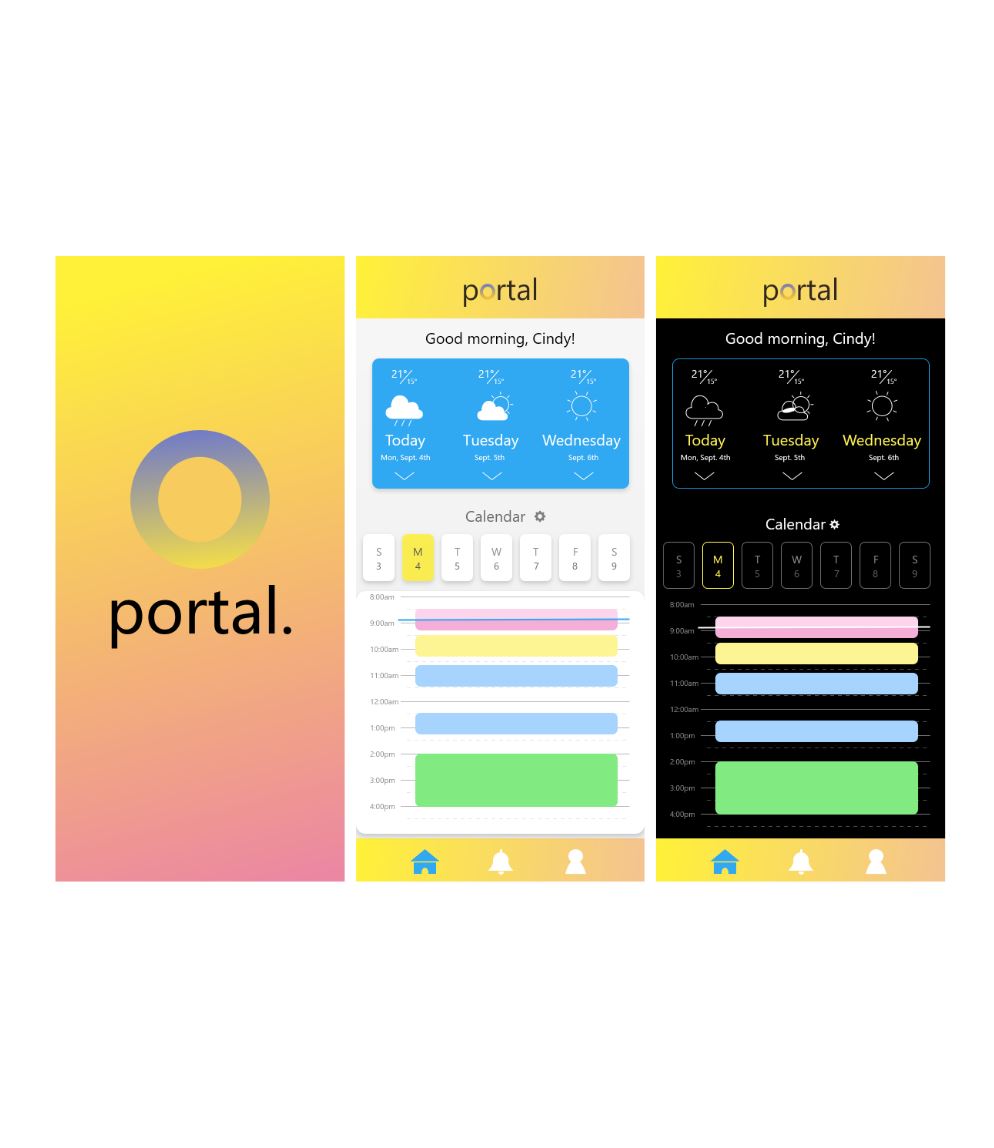 portal.
portal
Good morning, Cindy!
21°/15° 21°/15° 21°/15°
Today Tuesday Wednesday
Mon, Sept. 4th Sept. 5th Sept. 6th
Calendar
S M T W T F S
3 4 5 6 7 8 9
8:00am
9:00am
10:00am
11:00am
12:00am
1:00pm
2:00pm
3:00pm
4:00pm
portal
Good morning, Cindy!
21°/15° 21°/15° 21°/15°
Today Tuesday Wednesday
Mon, Sept. 4th Sept. 5th Sept. 6th
Calendar
S M T W T F S
3 4 5 6 7 8 9
8:00am
9:00am
10:00am
11:00am
12:00am
1:00pm
2:00pm
3:00pm
4:00pm